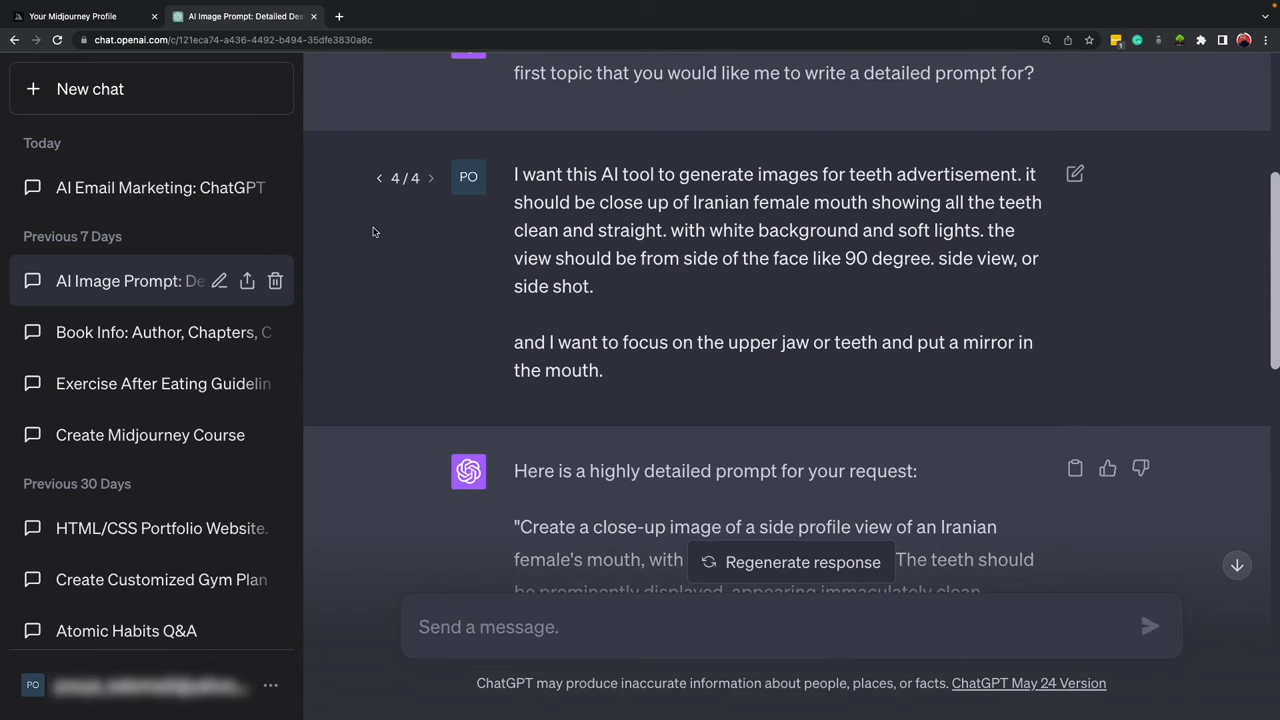 Your Midjourney Profile
AI Image Prompt: Detailed Des
chat.openai.com/c/121eca74-a436-4492-b494-35dfe3830a8c
New chat
Today
AI Email Marketing: ChatGPT
Previous 7 Days
AI Image Prompt: De
Book Info: Author, Chapters, C
Exercise After Eating Guidelin
Create Midjourney Course
Previous 30 Days
HTML/CSS Portfolio Website.
Create Customized Gym Plan
Atomic Habits Q&A
PO
first topic that you would like me to write a detailed prompt for?
4 / 4
PO
I want this AI tool to generate images for teeth advertisement. it
should be close up of Iranian female mouth showing all the teeth
clean and straight. with white background and soft lights. the
view should be from side of the face like 90 degree. side view, or
side shot.
and I want to focus on the upper jaw or teeth and put a mirror in
the mouth.
Here is a highly detailed prompt for your request:
"Create a close-up image of a side profile view of an Iranian
female's mouth, with
The teeth should
be prominently displayed, appearing immaculately clean
Regenerate response
Send a message.
ChatGPT may produce inaccurate information about people, places, or facts. ChatGPT May 24 Version